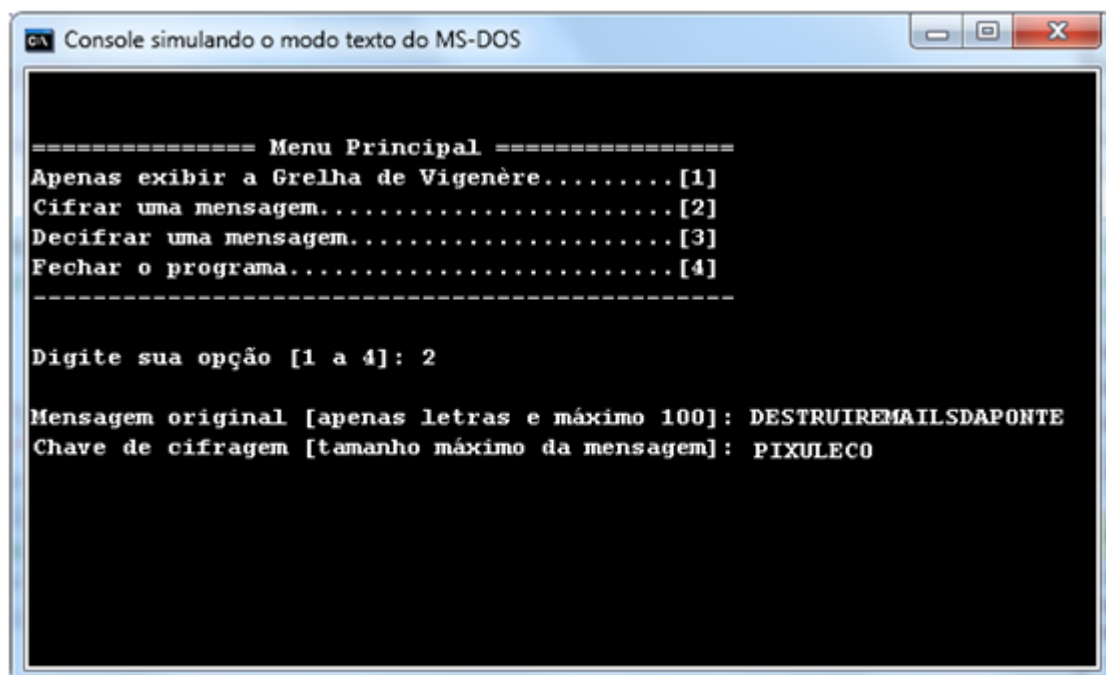 Console simulando o modo texto do MS-DOS
=============== Menu Principal ================
Apenas exibir a Grelha de Vigenère.........[1]
Cifrar uma mensagem........................[2]
Decifrar uma mensagem......................[3]
Fechar o programa..........................[4]
-----------------------------------------------
Digite sua opção [1 a 4]: 2
Mensagem original [apenas letras e máximo 100]: DESTRUIREMAILSDAPONTE
Chave de cifragem [tamanho máximo da mensagem]: PIXULECO